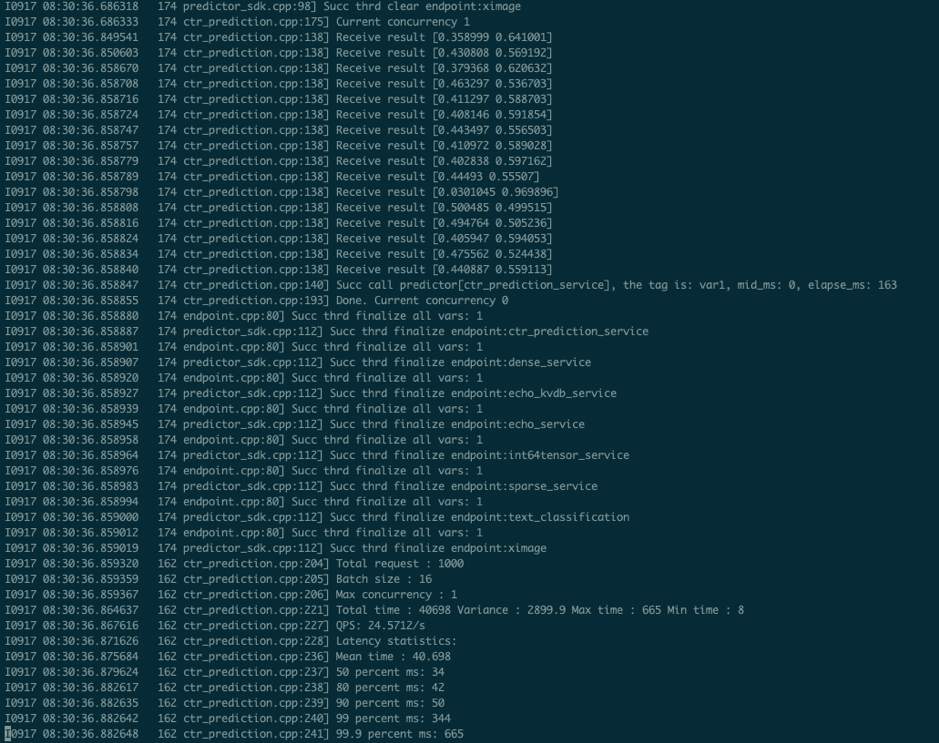 I0917 08:30:36.686318   174 predictor_sdk.cpp:98] Succ thrd clear endpoint:ximage
I0917 08:30:36.686333   174 ctr_prediction.cpp:175] Current concurrency 1
I0917 08:30:36.849541   174 ctr_prediction.cpp:138] Receive result [0.358999 0.641001]
I0917 08:30:36.850603   174 ctr_prediction.cpp:138] Receive result [0.430808 0.569192]
I0917 08:30:36.858670   174 ctr_prediction.cpp:138] Receive result [0.379368 0.620632]
I0917 08:30:36.858708   174 ctr_prediction.cpp:138] Receive result [0.463297 0.536703]
I0917 08:30:36.858716   174 ctr_prediction.cpp:138] Receive result [0.411297 0.588703]
I0917 08:30:36.858724   174 ctr_prediction.cpp:138] Receive result [0.408146 0.591854]
I0917 08:30:36.858747   174 ctr_prediction.cpp:138] Receive result [0.443497 0.556503]
I0917 08:30:36.858757   174 ctr_prediction.cpp:138] Receive result [0.410972 0.589028]
I0917 08:30:36.858779   174 ctr_prediction.cpp:138] Receive result [0.402838 0.597162]
I0917 08:30:36.858789   174 ctr_prediction.cpp:138] Receive result [0.44493 0.55507]
I0917 08:30:36.858798   174 ctr_prediction.cpp:138] Receive result [0.0301045 0.969896]
I0917 08:30:36.858808   174 ctr_prediction.cpp:138] Receive result [0.500485 0.499515]
I0917 08:30:36.858816   174 ctr_prediction.cpp:138] Receive result [0.494764 0.505236]
I0917 08:30:36.858824   174 ctr_prediction.cpp:138] Receive result [0.405947 0.594053]
I0917 08:30:36.858834   174 ctr_prediction.cpp:138] Receive result [0.475562 0.524438]
I0917 08:30:36.858840   174 ctr_prediction.cpp:138] Receive result [0.440887 0.559113]
I0917 08:30:36.858847   174 ctr_prediction.cpp:140] Succ call predictor[ctr_prediction_service], the tag is: var1, mid_ms: 0, elapse_ms: 163
I0917 08:30:36.858855   174 ctr_prediction.cpp:193] Done. Current concurrency 0
I0917 08:30:36.858880   174 endpoint.cpp:80] Succ thrd finalize all vars: 1
I0917 08:30:36.858887   174 predictor_sdk.cpp:112] Succ thrd finalize endpoint:ctr_prediction_service
I0917 08:30:36.858901   174 endpoint.cpp:80] Succ thrd finalize all vars: 1
I0917 08:30:36.858907   174 predictor_sdk.cpp:112] Succ thrd finalize endpoint:dense_service
I0917 08:30:36.858920   174 endpoint.cpp:80] Succ thrd finalize all vars: 1
I0917 08:30:36.858927   174 predictor_sdk.cpp:112] Succ thrd finalize endpoint:echo_kvdb_service
I0917 08:30:36.858939   174 endpoint.cpp:80] Succ thrd finalize all vars: 1
I0917 08:30:36.858945   174 predictor_sdk.cpp:112] Succ thrd finalize endpoint:echo_service
I0917 08:30:36.858958   174 endpoint.cpp:80] Succ thrd finalize all vars: 1
I0917 08:30:36.858964   174 predictor_sdk.cpp:112] Succ thrd finalize endpoint:int64tensor_service
I0917 08:30:36.858976   174 endpoint.cpp:80] Succ thrd finalize all vars: 1
I0917 08:30:36.858983   174 predictor_sdk.cpp:112] Succ thrd finalize endpoint:sparse_service
I0917 08:30:36.858994   174 endpoint.cpp:80] Succ thrd finalize all vars: 1
I0917 08:30:36.859000   174 predictor_sdk.cpp:112] Succ thrd finalize endpoint:text_classification
I0917 08:30:36.859012   174 endpoint.cpp:80] Succ thrd finalize all vars: 1
I0917 08:30:36.859019   174 predictor_sdk.cpp:112] Succ thrd finalize endpoint:ximage
I0917 08:30:36.859320   162 ctr_prediction.cpp:204] Total request : 1000
I0917 08:30:36.859359   162 ctr_prediction.cpp:205] Batch size : 16
I0917 08:30:36.859367   162 ctr_prediction.cpp:206] Max concurrency : 1
I0917 08:30:36.864637   162 ctr_prediction.cpp:221] Total time : 40698 Variance : 2899.9 Max time : 665 Min time : 8
I0917 08:30:36.867616   162 ctr_prediction.cpp:227] QPS: 24.5712/s
I0917 08:30:36.871626   162 ctr_prediction.cpp:228] Latency statistics:
I0917 08:30:36.875684   162 ctr_prediction.cpp:236] Mean time : 40.698
I0917 08:30:36.879624   162 ctr_prediction.cpp:237] 50 percent ms: 34
I0917 08:30:36.882617   162 ctr_prediction.cpp:238] 80 percent ms: 42
I0917 08:30:36.882635   162 ctr_prediction.cpp:239] 90 percent ms: 50
I0917 08:30:36.882642   162 ctr_prediction.cpp:240] 99 percent ms: 344
I0917 08:30:36.882648   162 ctr_prediction.cpp:241] 99.9 percent ms: 665